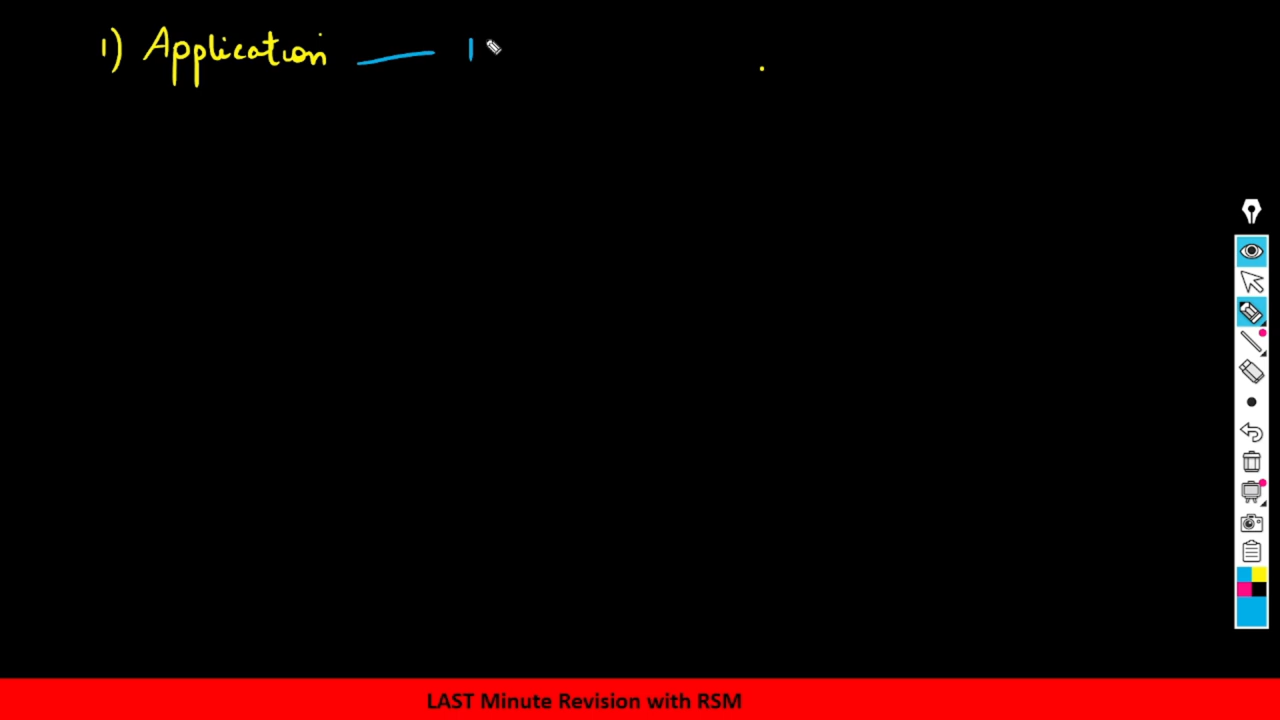 1) Application —
LAST Minute Revision with RSM